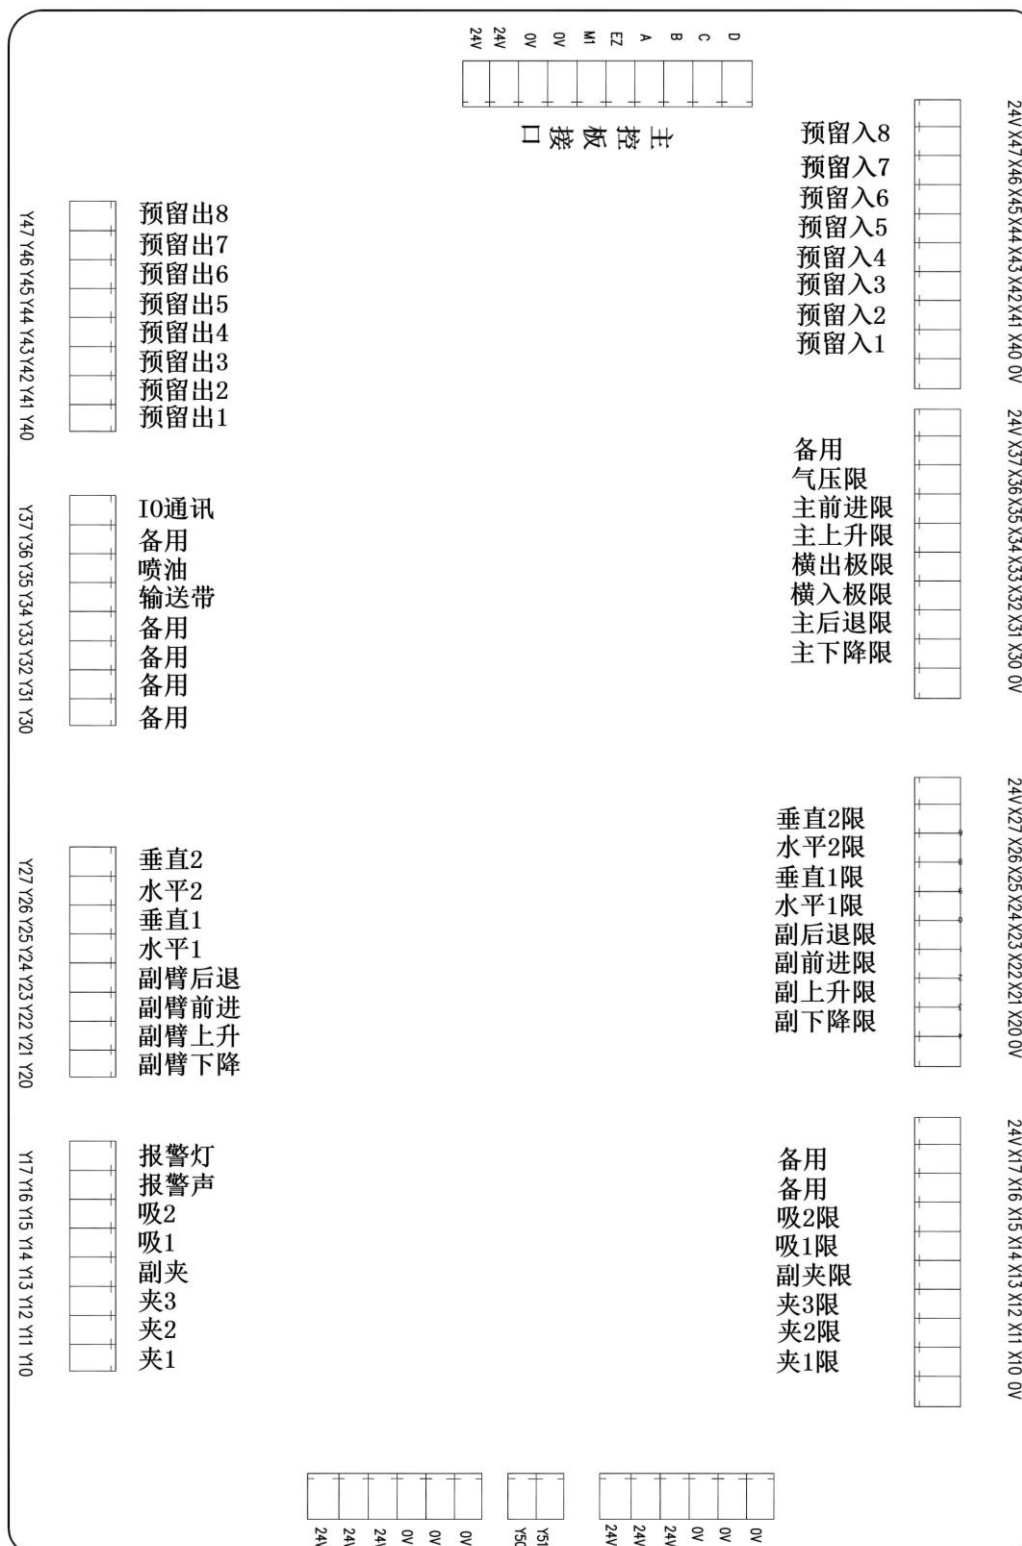 24V 24V 0V 0V M1 EZ A B C D
主控板接口
Y47 Y46 Y45 Y44 Y43 Y42 Y41 Y40
预留出8
预留出7
预留出6
预留出5
预留出4
预留出3
预留出2
预留出1
预留入8
预留入7
预留入6
预留入5
预留入4
预留入3
预留入2
预留入1
24V X47 X46 X45 X44 X43 X42 X41 X40 0V
Y37 Y36 Y35 Y34 Y33 Y32 Y31 Y30
IO通讯
备用
喷油
输送带
备用
备用
备用
备用
备用
气压限
主前进限
主上升限
横出极限
横入极限
主后退限
主下降限
24V X37 X36 X35 X34 X33 X32 X31 X30 0V
Y27 Y26 Y25 Y24 Y23 Y22 Y21 Y20
垂直2
水平2
垂直1
水平1
副臂后退
副臂前进
副臂上升
副臂下降
垂直2限
水平2限
垂直1限
水平1限
副后退限
副前进限
副上升限
副下降限
24V X27 X26 X25 X24 X23 X22 X21 X20 0V
Y17 Y16 Y15 Y14 Y13 Y12 Y11 Y10
报警灯
报警声
吸2
吸1
副夹
夹3
夹2
夹1
备用
备用
吸2限
吸1限
副夹限
夹3限
夹2限
夹1限
24V X17 X16 X15 X14 X13 X12 X11 X10 0V
24V 24V 24V 0V 0V 0V
Y50 Y51
24V 24V 24V 0V 0V 0V